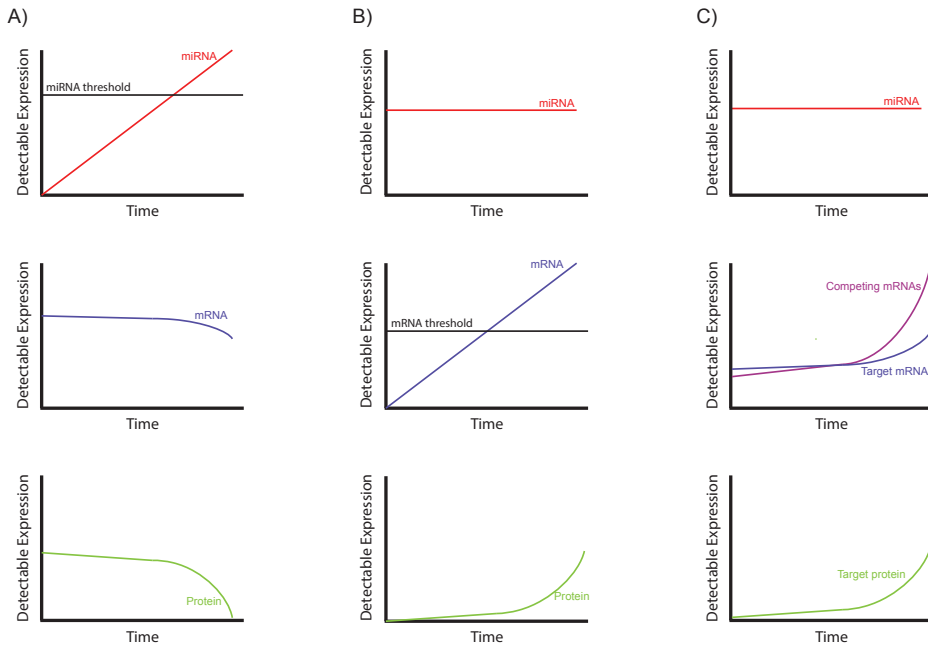 A)
B)
C)
Detectable Expression
miRNA
miRNA threshold
Time
Detectable Expression
miRNA
Time
Detectable Expression
miRNA
Time
Detectable Expression
mRNA
Time
Detectable Expression
mRNA
mRNA threshold
Time
Detectable Expression
Competing mRNAs
Target mRNA
Time
Detectable Expression
Protein
Time
Detectable Expression
Protein
Time
Detectable Expression
Target protein
Time